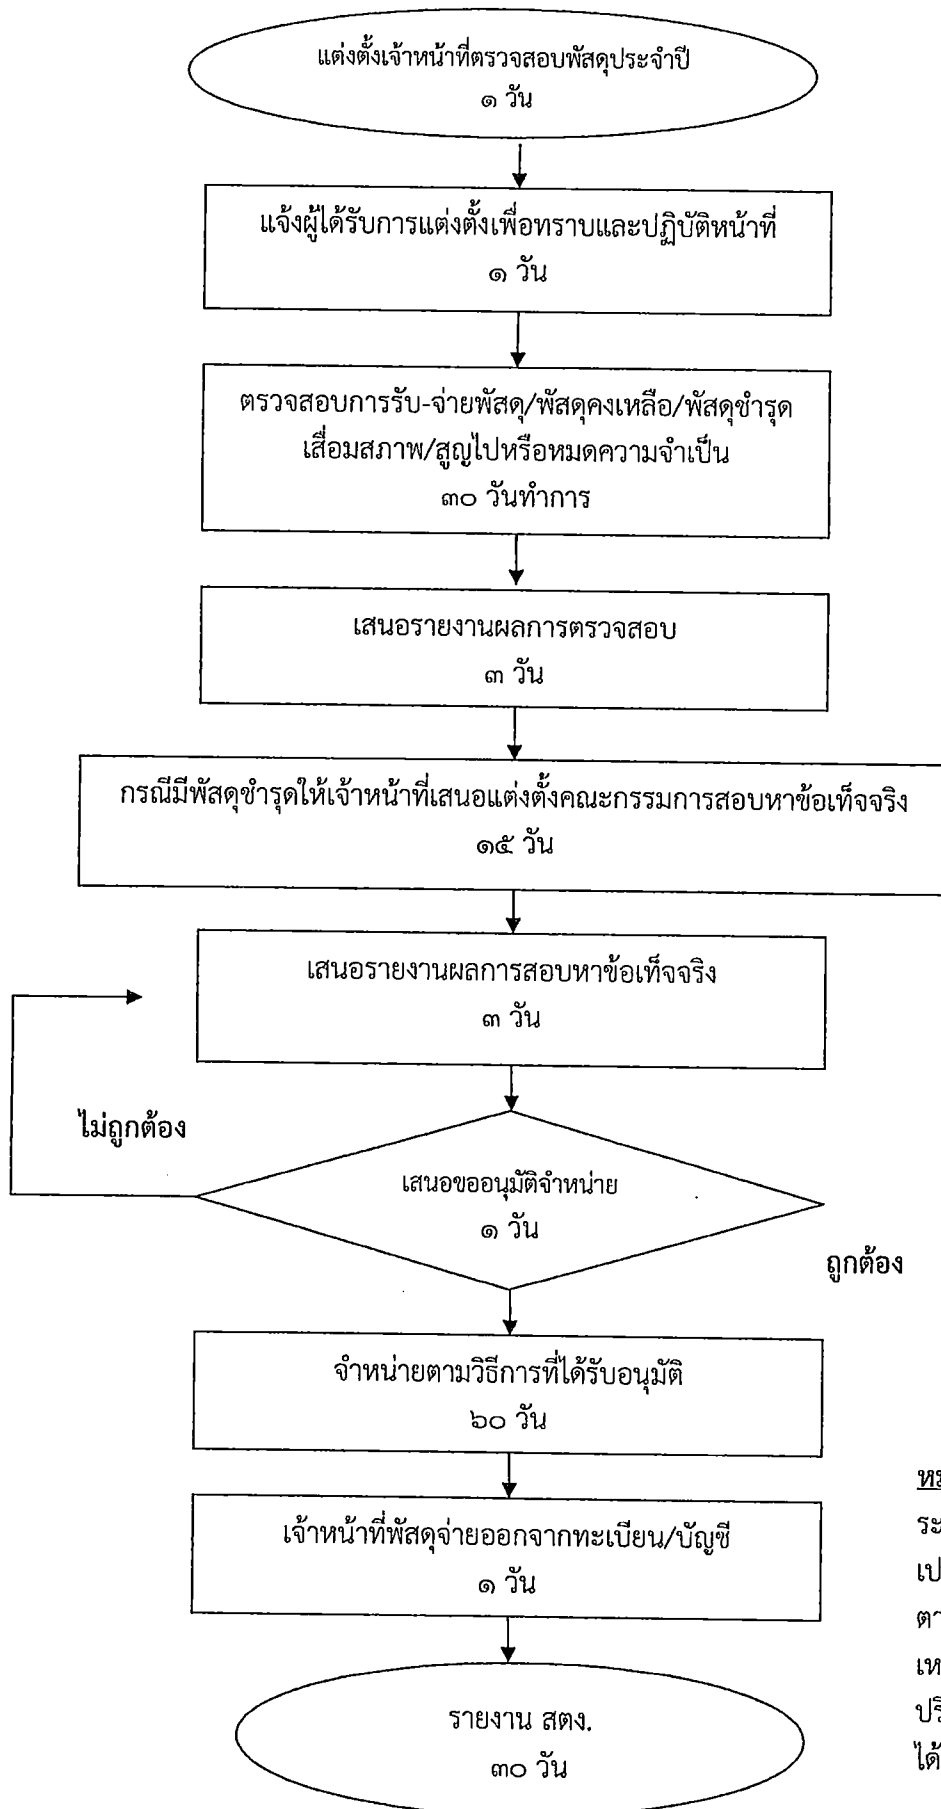 แต่งตั้งเจ้าหน้าที่ตรวจสอบพัสดุประจำปี
๑ วัน
แจ้งผู้ได้รับการแต่งตั้งเพื่อทราบและปฏิบัติหน้าที่
๑ วัน
ตรวจสอบการรับ-จ่ายพัสดุ/พัสดุคงเหลือ/พัสดุชำรุด
เสื่อมสภาพ/สูญไปหรือหมดความจำเป็น
๓๐ วันทำการ
เสนอรายงานผลการตรวจสอบ
๓ วัน
กรณีมีพัสดุชำรุดให้เจ้าหน้าที่เสนอแต่งตั้งคณะกรรมการสอบหาข้อเท็จจริง
๑๕ วัน
เสนอรายงานผลการสอบหาข้อเท็จจริง
๓ วัน
ไม่ถูกต้อง
เสนอขออนุมัติจำหน่าย
๑ วัน
ถูกต้อง
จำหน่ายตามวิธีการที่ได้รับอนุมัติ
๖๐ วัน
เจ้าหน้าที่พัสดุจ่ายออกจากทะเบียน/บัญชี
๑ วัน
รายงาน สตง.
๓๐ วัน
ได้